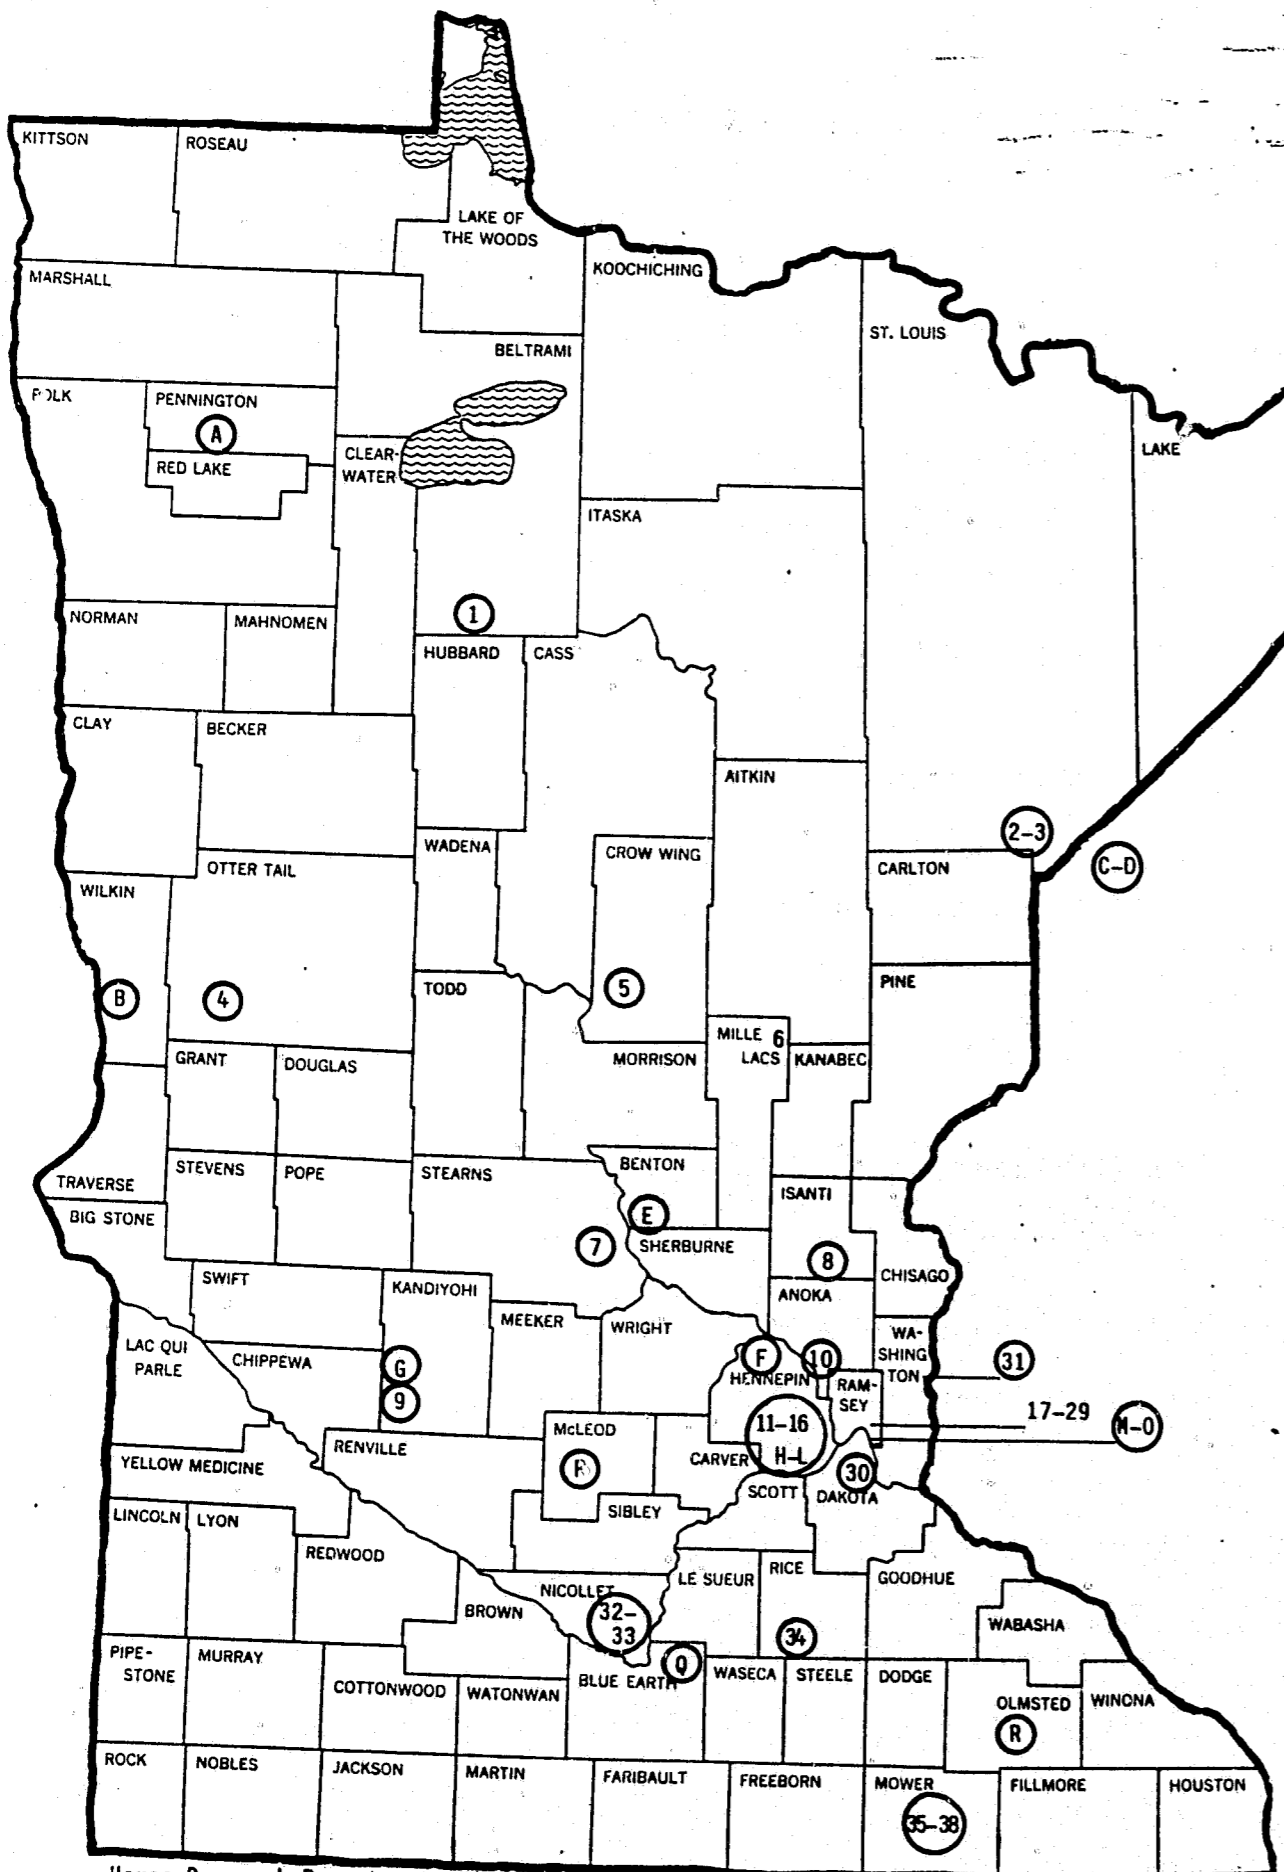 KITTSON
ROSEAU
LAKE OF
THE WOODS
KOOCHICHING
MARSHALL
ST. LOUIS
BELTRAMI
POLK
PENNINGTON
A
RED LAKE
CLEAR-
WATER
LAKE
ITASKA
1
NORMAN
MAHNOMEN
HUBBARD
CASS
CLAY
BECKER
AITKIN
2-3
WADENA
CROW WING
CARLTON
C-D
OTTER TAIL
WILKIN
B
4
TODD
5
PINE
MILLE 6
LACS
KANABEC
GRANT
DOUGLAS
MORRISON
TRAVERSE
STEVENS
POPE
STEARNS
BENTON
ISANTI
BIG STONE
E
7
SHERBURNE
8
CHISAGO
SWIFT
KANDIYOHI
ANOKA
MEEKER
WRIGHT
WA-
SHING
TON
LAC QUI
PARLE
CHIPPEWA
G
9
F
10
31
HENNEPIN
RAM-
SEY
11-16
H-L
17-29
M-O
McLEOD
RENVILLE
CARVER
YELLOW MEDICINE
30
SCOTT
DAKOTA
SIBLEY
LINCOLN
LYON
REDWOOD
NICOLLET
LE SUEUR
RICE
GOODHUE
BROWN
32-
33
34
WABASHA
PIPE-
STONE
MURRAY
COTTONWOOD
WATONWAN
BLUE EARTH
Q
WASECA
STEELE
DODGE
OLMSTED
R
WINONA
ROCK
NOBLES
JACKSON
MARTIN
FARIBAULT
FREEBORN
MOWER
35-38
FILLMORE
HOUSTON